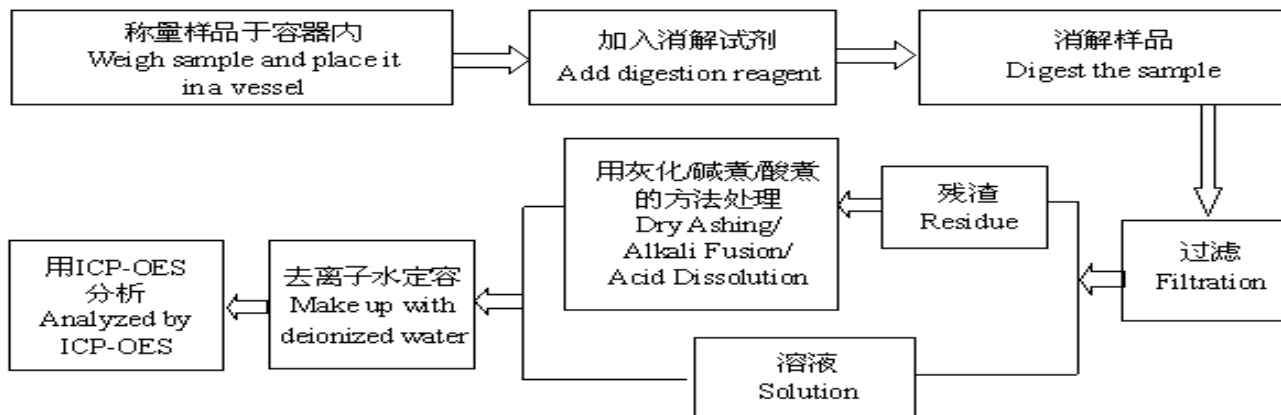 称量样品于容器内
Weigh sample and place it
in a vessel
加入消解试剂
Add digestion reagent
消解样品
Digest the sample
过滤
Filtration
残渣
Residue
用灰化/碱煮/酸煮
的方法处理
Dry Ashing/
Alkali Fusion/
Acid Dissolution
溶液
Solution
去离子水定容
Make up with
deionized water
用ICP-OES
分析
Analyzed by
ICP-OES